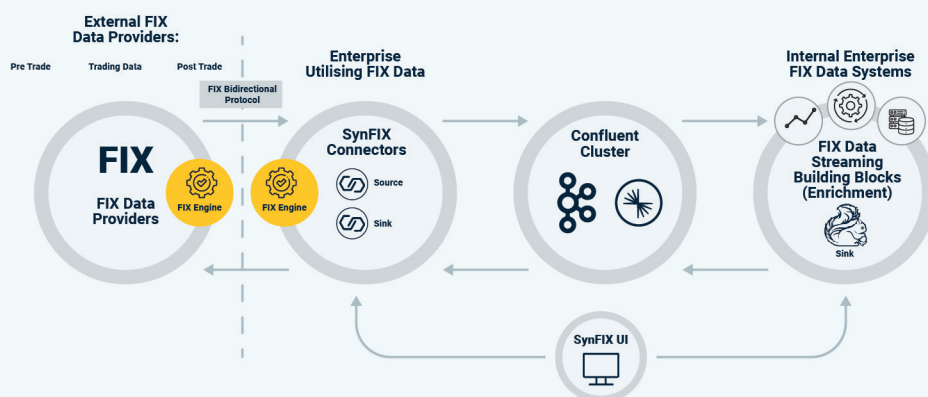 External FIX
Data Providers:
Pre Trade
Trading Data
Post Trade
FIX Bidirectional
Protocol
Enterprise
Utilising FIX Data
Internal Enterprise
FIX Data Systems
FIX
FIX Data
Providers
FIX Engine
FIX Engine
SynFIX
Connectors
Source
Sink
Confluent
Cluster
FIX Data
Streaming
Building Blocks
(Enrichment)
Sink
SynFIX UI